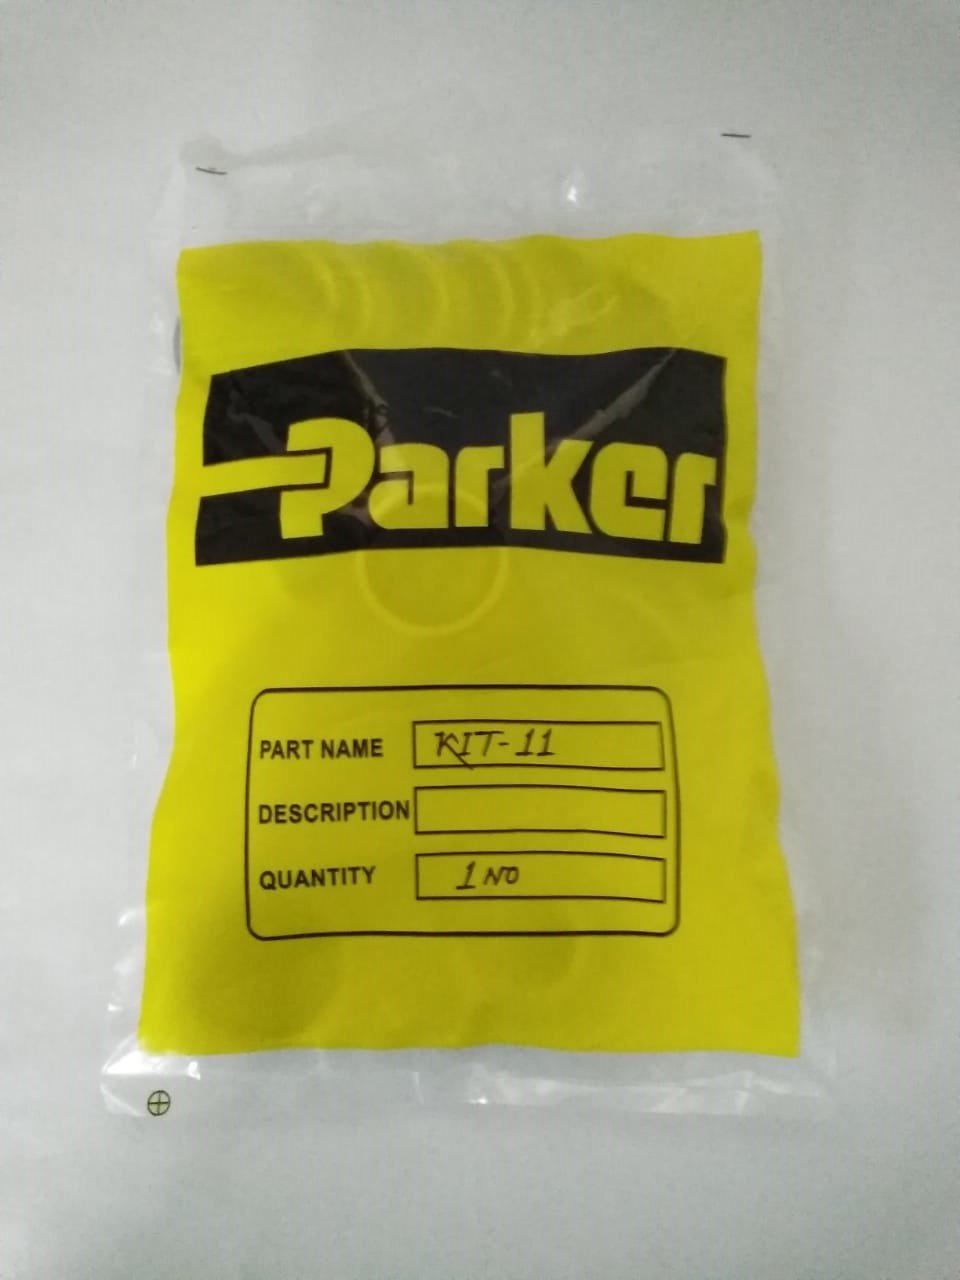 Parker
PART NAME KIT-11
DESCRIPTION
QUANTITY 1 NO